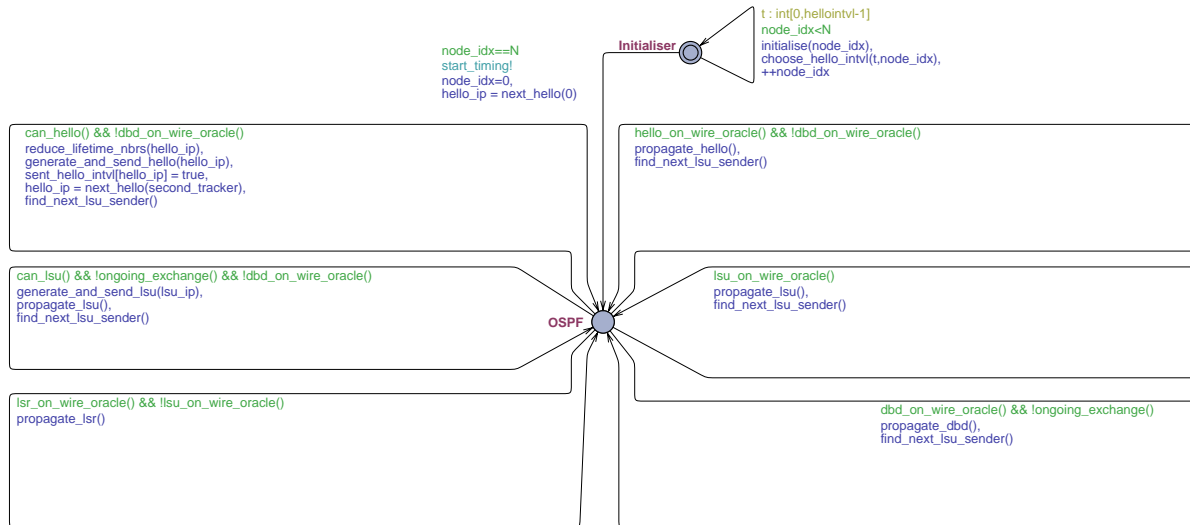 t : int[0,hellointvl-1]
node_idx<N
initialise(node_idx),
choose_hello_intvl(t,node_idx),
++node_idx
Initialiser
node_idx==N
start_timing!
node_idx=0,
hello_ip = next_hello(0)
can_hello() && !dbd_on_wire_oracle()
reduce_lifetime_nbrs(hello_ip),
generate_and_send_hello(hello_ip),
sent_hello_intvl[hello_ip] = true,
hello_ip = next_hello(second_tracker),
find_next_lsu_sender()
hello_on_wire_oracle() && !dbd_on_wire_oracle()
propagate_hello(),
find_next_lsu_sender()
can_lsu() && !ongoing_exchange() && !dbd_on_wire_oracle()
generate_and_send_lsu(lsu_ip),
propagate_lsu(),
find_next_lsu_sender()
lsu_on_wire_oracle()
propagate_lsu(),
find_next_lsu_sender()
OSPF
lsr_on_wire_oracle() && !lsu_on_wire_oracle()
propagate_lsr()
dbd_on_wire_oracle() && !ongoing_exchange()
propagate_dbd(),
find_next_lsu_sender()